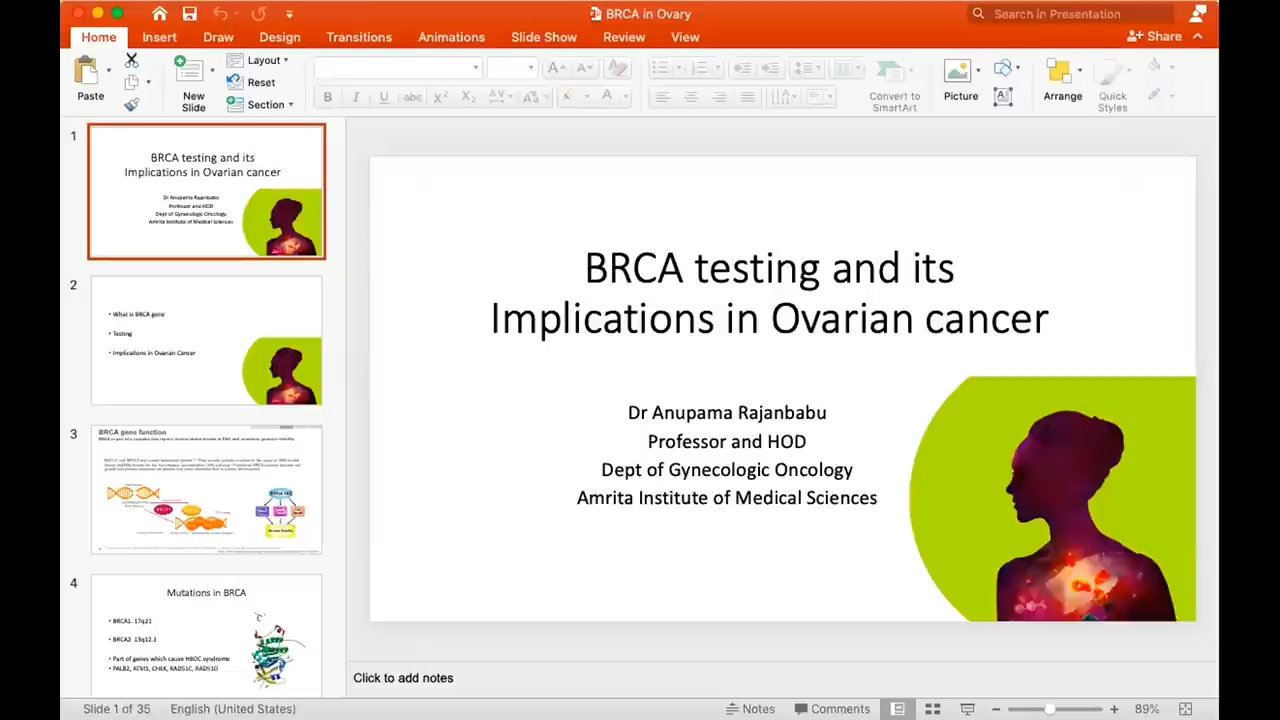 BRCA in Ovary
Search in Presentation
Home Insert Draw Design Transitions Animations Slide Show Review View
Share
Paste
New
Slide
Layout
Reset
Section
Convert to
SmartArt
Picture
Arrange
Quick
Styles
1
BRCA testing and its
Implications in Ovarian cancer
Dr Anupama Rajanbabu
Professor and HOD
Dept of Gynecologic Oncology
Amrita Institute of Medical Sciences
2
• What is BRCA gene
• Testing
• Implications in Ovarian Cancer
3
BRCA gene function
4
Mutations in BRCA
• BRCA1 17q21
• BRCA2 13q12.3
• Part of genes which cause HBOC syndrome
• PALB2, ATM1, CHEK, RAD51C, RAD51D
BRCA testing and its
Implications in Ovarian cancer
Dr Anupama Rajanbabu
Professor and HOD
Dept of Gynecologic Oncology
Amrita Institute of Medical Sciences
Click to add notes
Slide 1 of 35 English (United States)
Notes Comments 89%